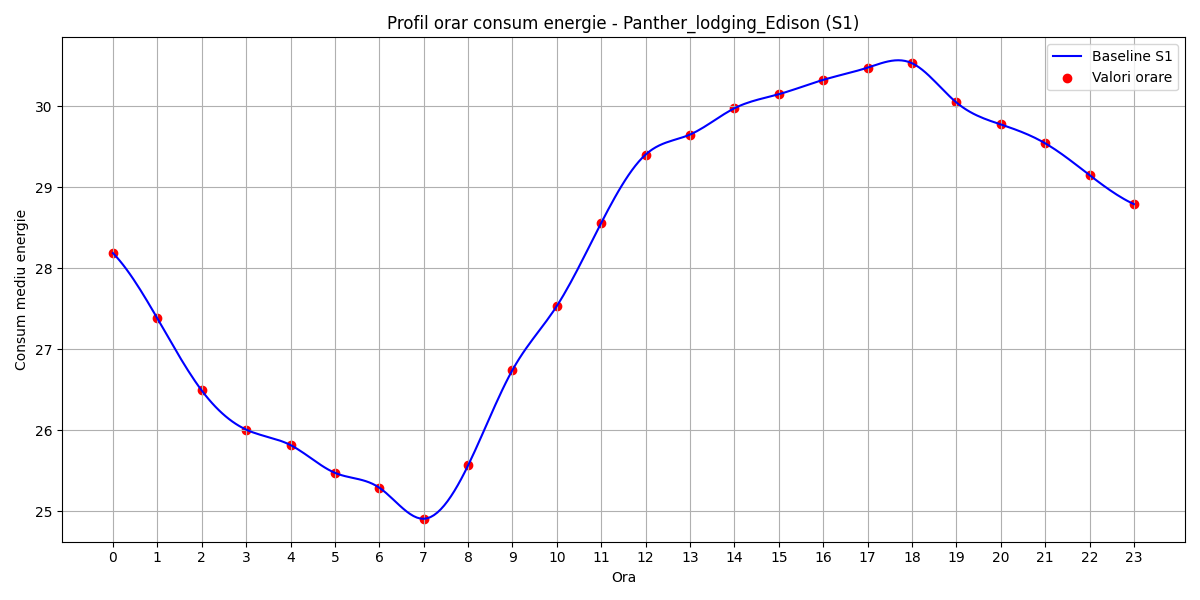 Profil orar consum energie - Panther_lodging_Edison (S1)
Baseline S1
Valori orare
Consum mediu energie
30
29
28
27
26
25
0 1 2 3 4 5 6 7 8 9 10 11 12 13 14 15 16 17 18 19 20 21 22 23
Ora